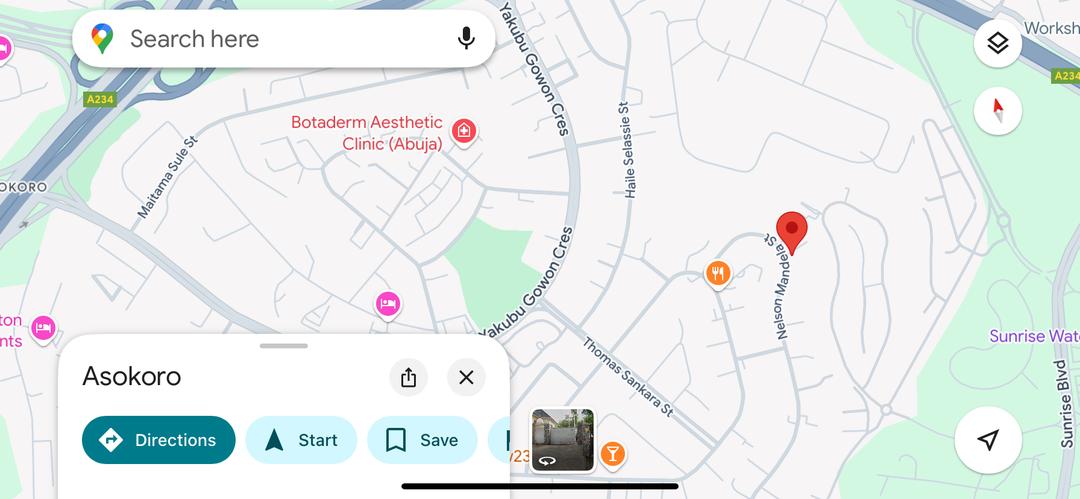 Search here
Yakubu Gowon Cres
A234
Worksh
A234
Botaderm Aesthetic
Clinic (Abuja)
Haile Selassie St
Maitama Sule St
OKORO
Nelson Mandela St
Yakubu Gowon Cres
ton
nts
Sunrise Wat
Thomas Sankara St
Sunrise Blvd
Asokoro
Directions
Start
Save